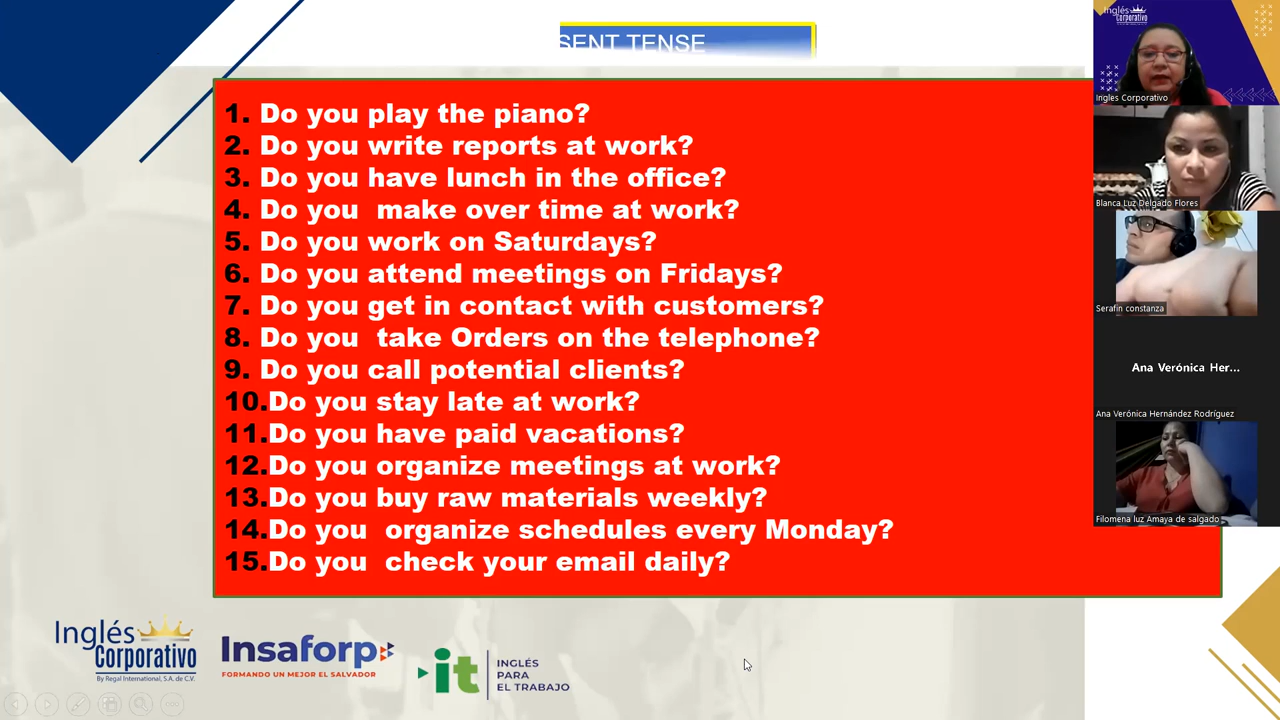 SENT TENSE
1. Do you play the piano?
2. Do you write reports at work?
3. Do you have lunch in the office?
4. Do you  make over time at work?
5. Do you work on Saturdays?
6. Do you attend meetings on Fridays?
7. Do you get in contact with customers?
8. Do you  take Orders on the telephone?
9. Do you call potential clients?
10.Do you stay late at work?
11.Do you have paid vacations?
12.Do you organize meetings at work?
13.Do you buy raw materials weekly?
14.Do you  organize schedules every Monday?
15.Do you  check your email daily?
Inglés
Corporativo
Ingles Corporativo
Blanca Luz Delgado Flores
Serafin constanza
Ana Verónica Her...
Ana Verónica Hernández Rodríguez
Filomena luz Amaya de salgado
Inglés
Corporativo
By Regal International, S.A. de C.V.
Insaforp
FORMANDO UN MEJOR EL SALVADOR
it
INGLÉS
PARA
EL TRABAJO